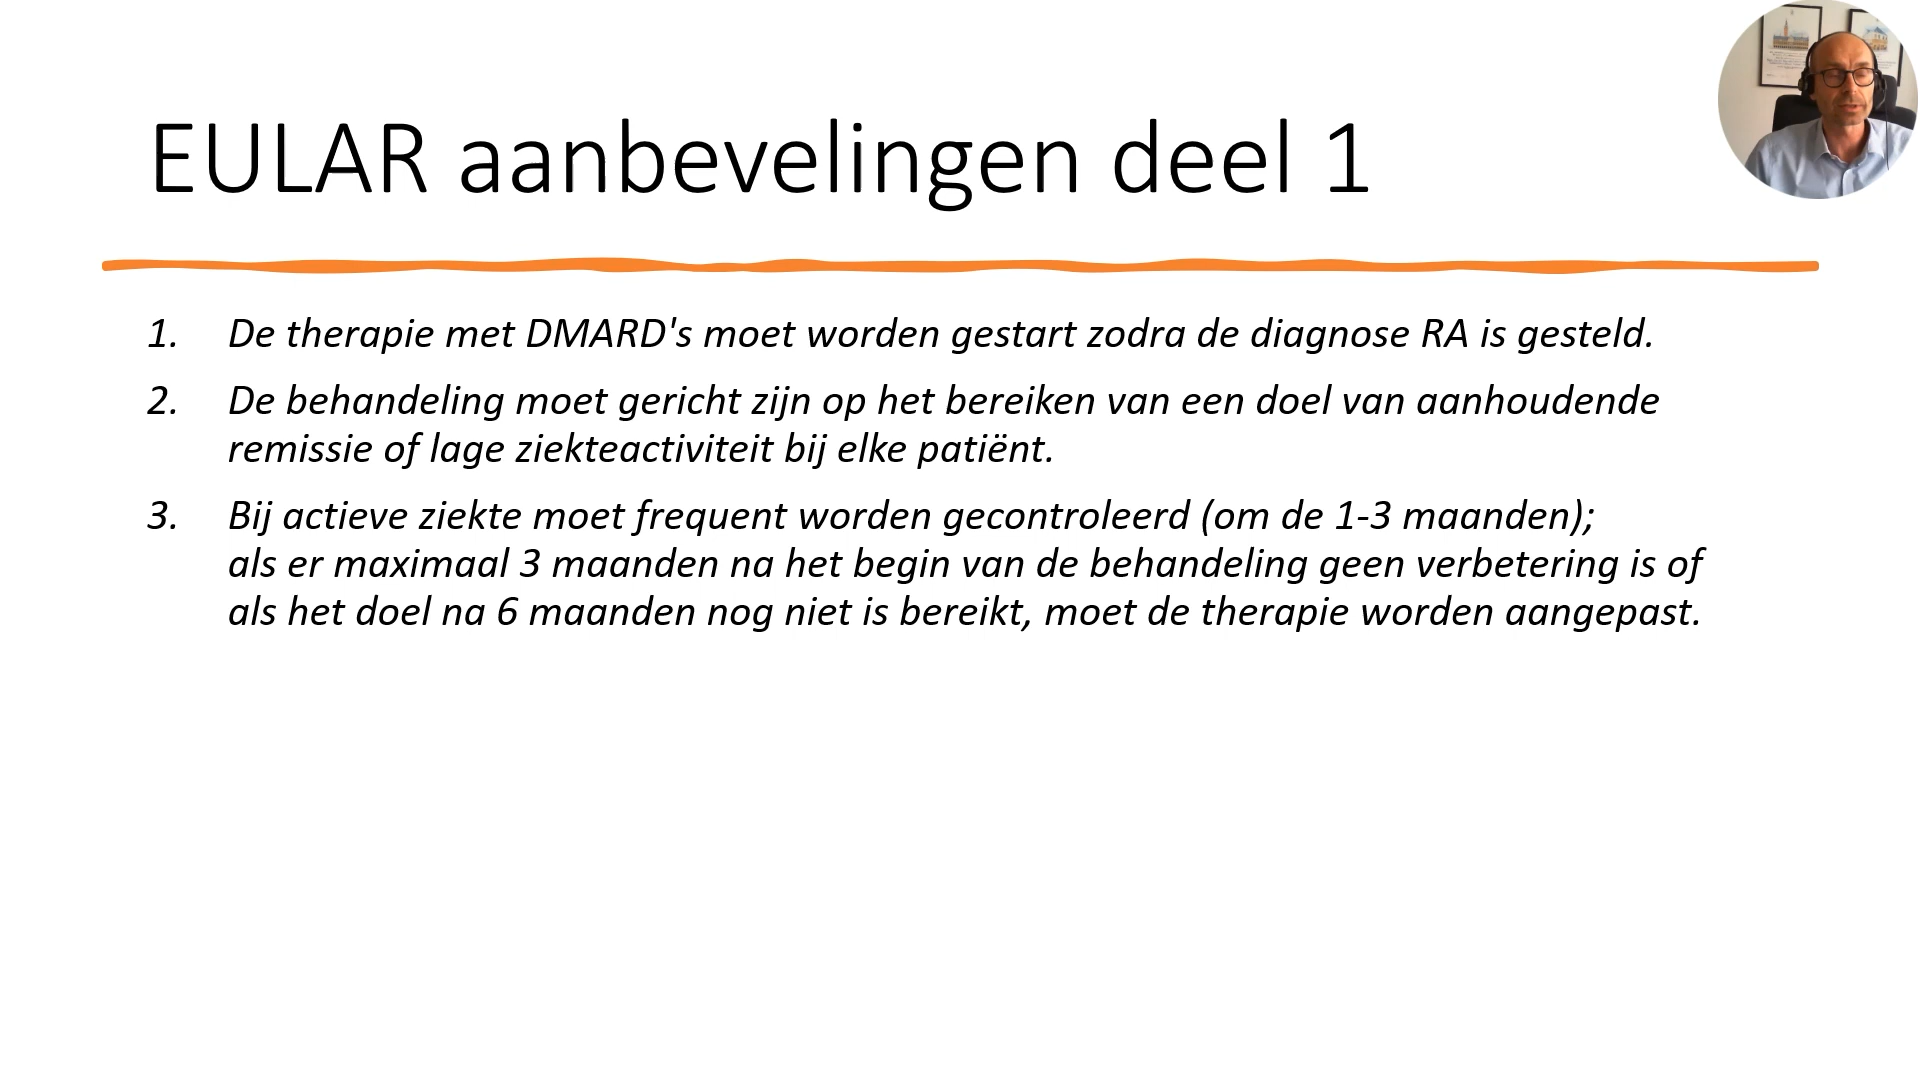 EULAR aanbevelingen deel 1
1. De therapie met DMARD's moet worden gestart zodra de diagnose RA is gesteld.
2. De behandeling moet gericht zijn op het bereiken van een doel van aanhoudende
remissie of lage ziekteactiviteit bij elke patiënt.
3. Bij actieve ziekte moet frequent worden gecontroleerd (om de 1-3 maanden);
als er maximaal 3 maanden na het begin van de behandeling geen verbetering is of
als het doel na 6 maanden nog niet is bereikt, moet de therapie worden aangepast.